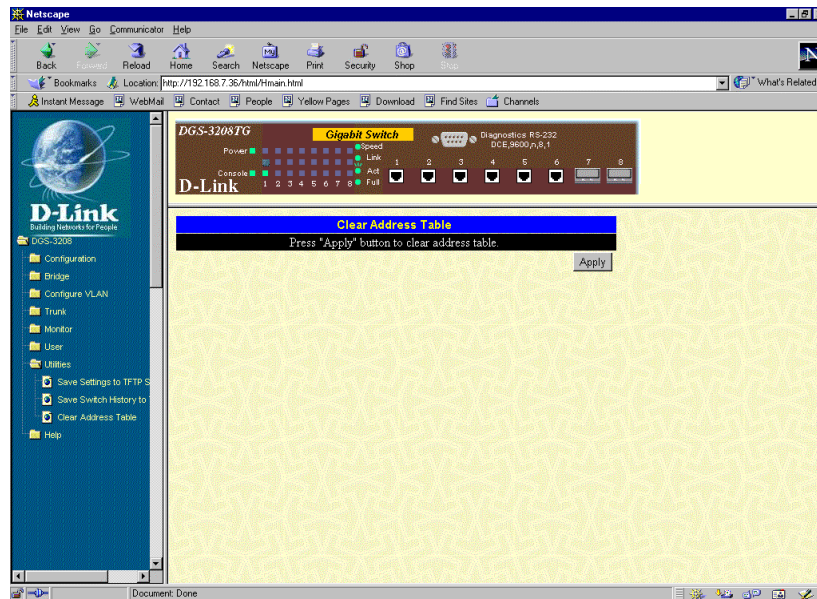 Netscape
File Edit View Go Communicator Help
Back Forward Reload Home Search Netscape Print Security Shop Stop
Bookmarks Location: http://192.168.7.36/html/Hmain.html What's Related
Instant Message WebMail Contact People Yellow Pages Download Find Sites Channels
D-Link
Building Networks for People
DGS-3208
Configuration
Bridge
Configure VLAN
Trunk
Monitor
User
Utilities
Save Settings to TFTP S
Save Switch History to
Clear Address Table
Help
DGS-3208TG
Gigabit Switch
Diagnostics RS-232
DCE,9600,n,8,1
Power
Speed
Link
Console
Act
Full
D-Link
1 2 3 4 5 6 7 8
1 2 3 4 5 6 7 8
Clear Address Table
Press "Apply" button to clear address table.
Apply
Document: Done